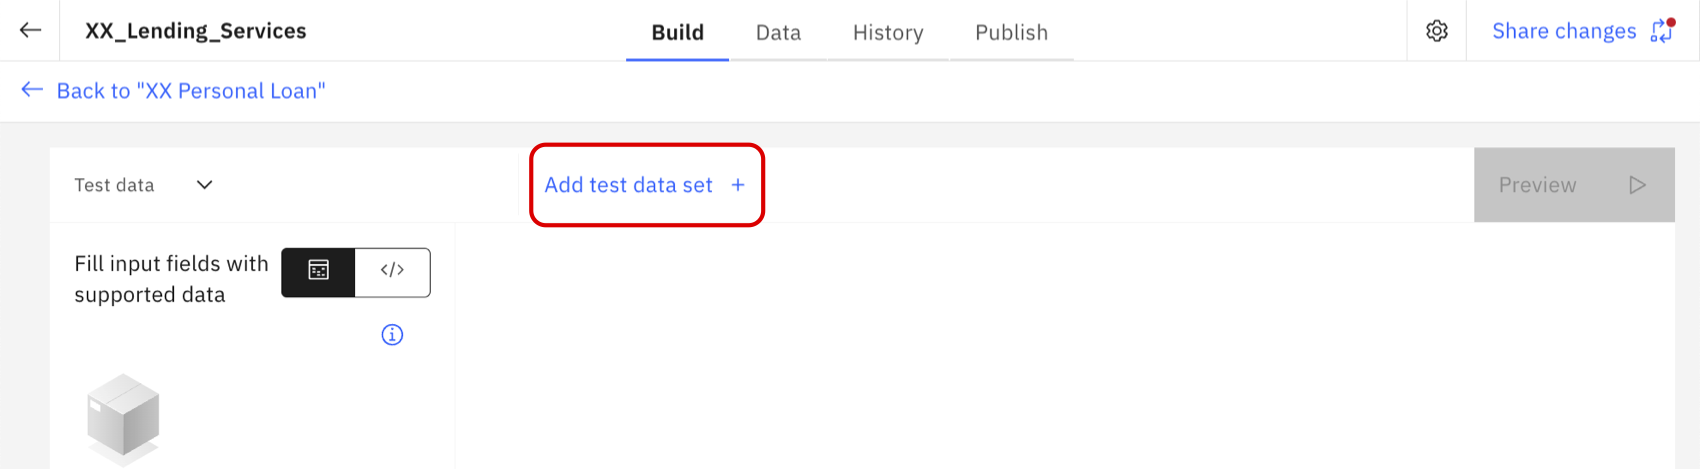 XX_Lending_Services
Build
Data
History
Publish
Share changes
Back to "XX Personal Loan"
Test data
Add test data set +
Preview
Fill input fields with
supported data
</>